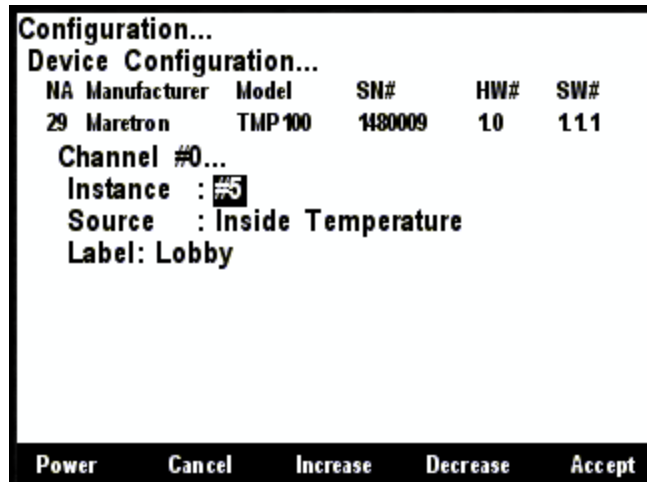 Configuration...
Device Configuration...
NA Manufacturer Model SN# HW# SW#
29 Maretron TMP100 1480009 1.0 1.1.1
Channel #0...
Instance : #5
Source : Inside Temperature
Label: Lobby
Power Cancel Increase Decrease Accept